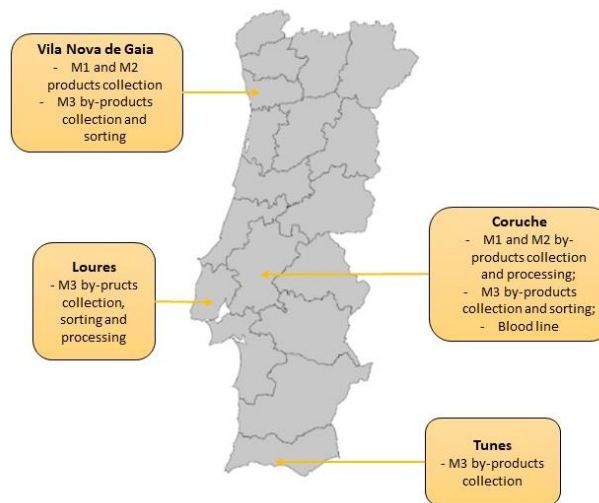 Vila Nova de Gaia
- M1 and M2
products collection
- M3 by-products
collection and
sorting
Loures
- M3 by-prructs
collection,
sorting and
processing
Coruche
- M1 and M2 by-
products collection
and processing;
- M3 by-products
collection and sorting;
- Blood line
Tunes
- M3 by-products
collection